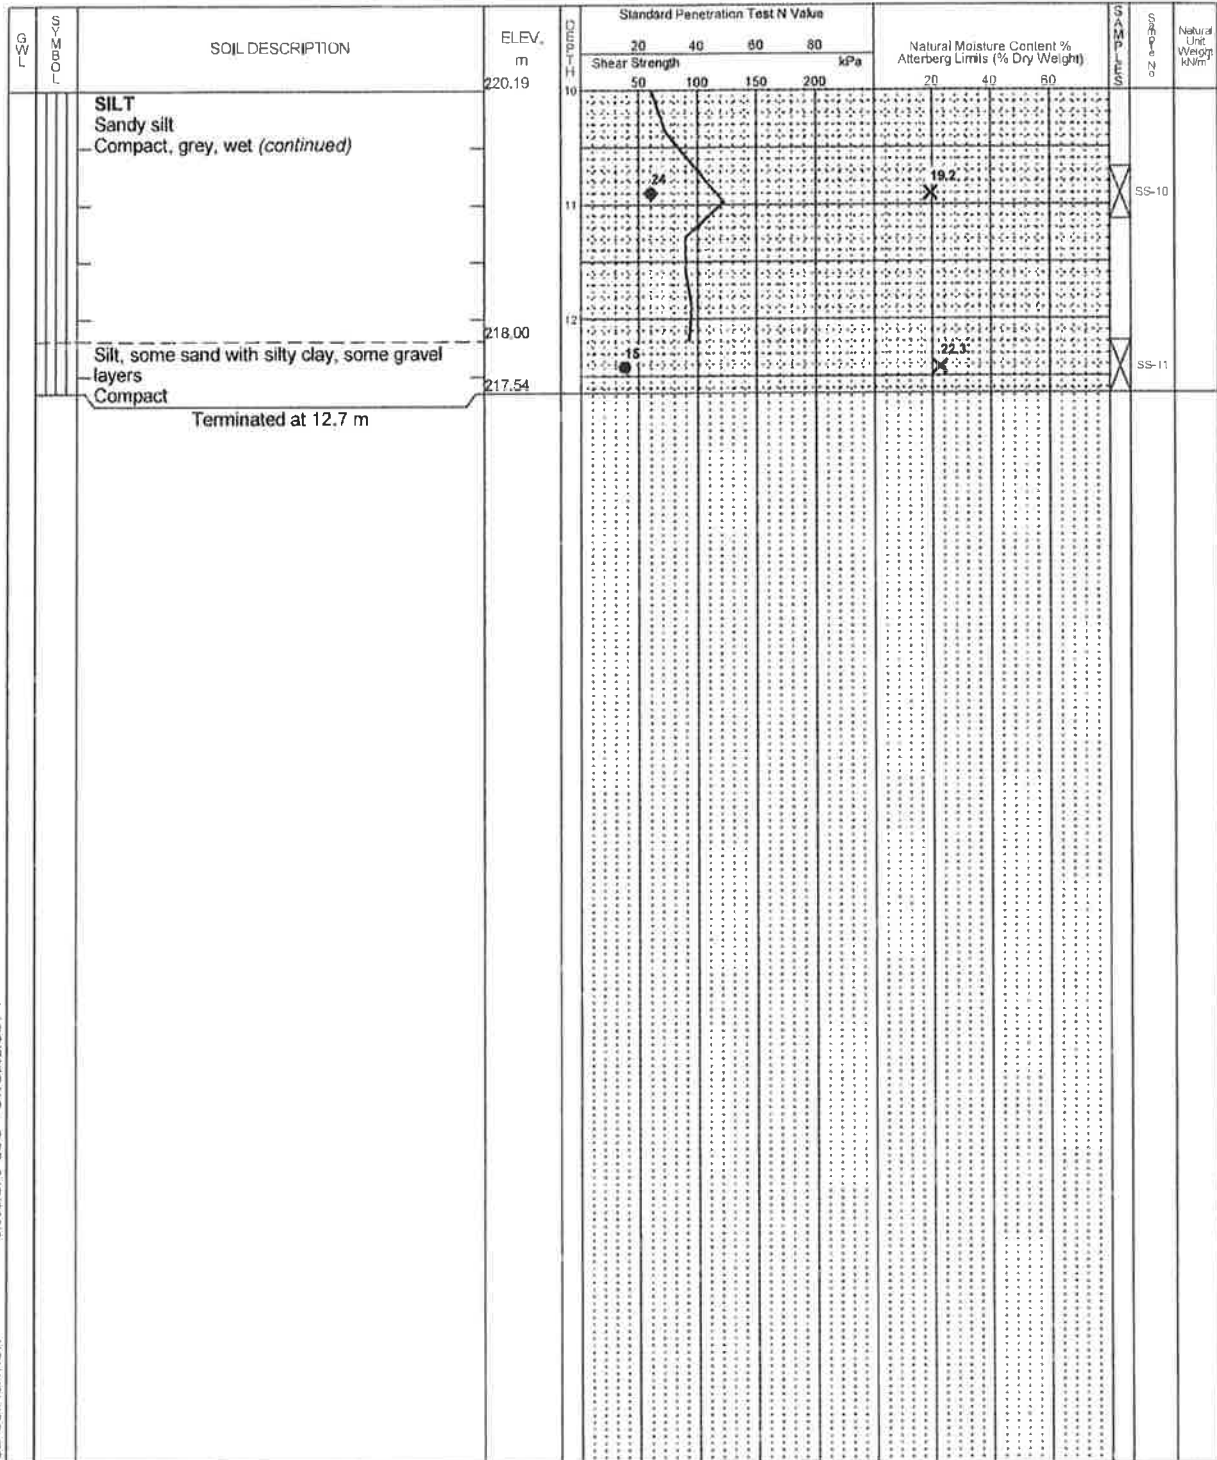 GWL
SYMBOL
SOIL DESCRIPTION
ELEV.
m
220.19
DEPTH
Standard Penetration Test N Value
20 40 60 80
Shear Strength kPa
50 100 150 200
Natural Moisture Content %
Atterberg Limits (% Dry Weight)
20 40 60
SAMPLES
Sample No
Natural
Unit
Weight
kN/m³
SILT
Sandy silt
Compact, grey, wet (continued)
10
24
19.2
SS-10
11
12
218.00
Silt, some sand with silty clay, some gravel
layers
15
22.3
SS-11
217.54
Compact
Terminated at 12.7 m